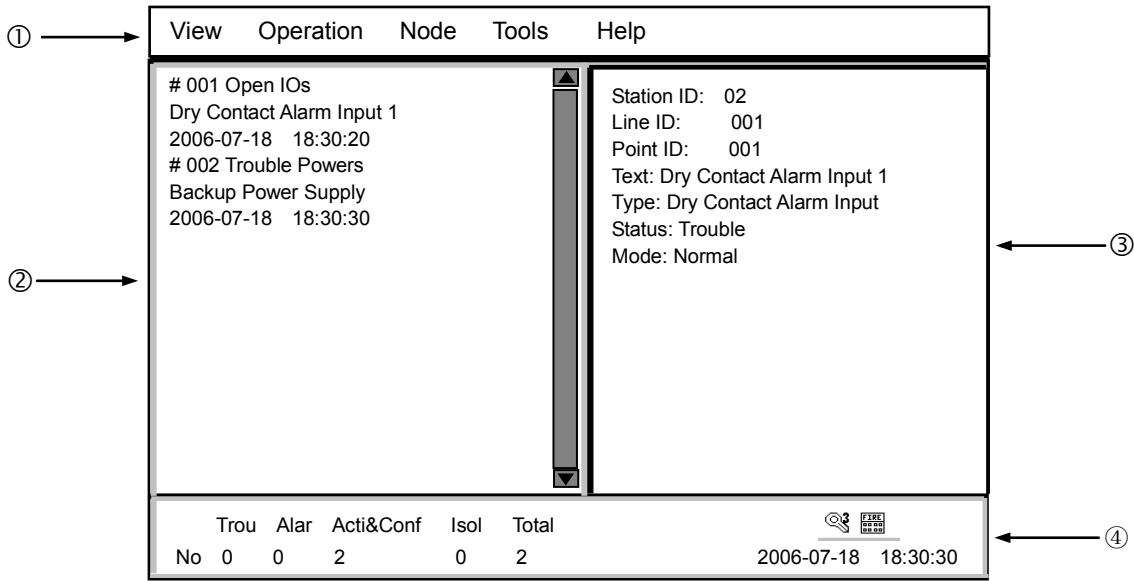 ①
View Operation Node Tools Help
②
# 001 Open IOs
Dry Contact Alarm Input 1
2006-07-18 18:30:20
# 002 Trouble Powers
Backup Power Supply
2006-07-18 18:30:30
Station ID: 02
Line ID: 001
Point ID: 001
Text: Dry Contact Alarm Input 1
Type: Dry Contact Alarm Input
Status: Trouble
Mode: Normal
③
Trou Alar Acti&Conf Isol Total
No 0 0 2 0 2
3 FIRE
2006-07-18 18:30:30
④